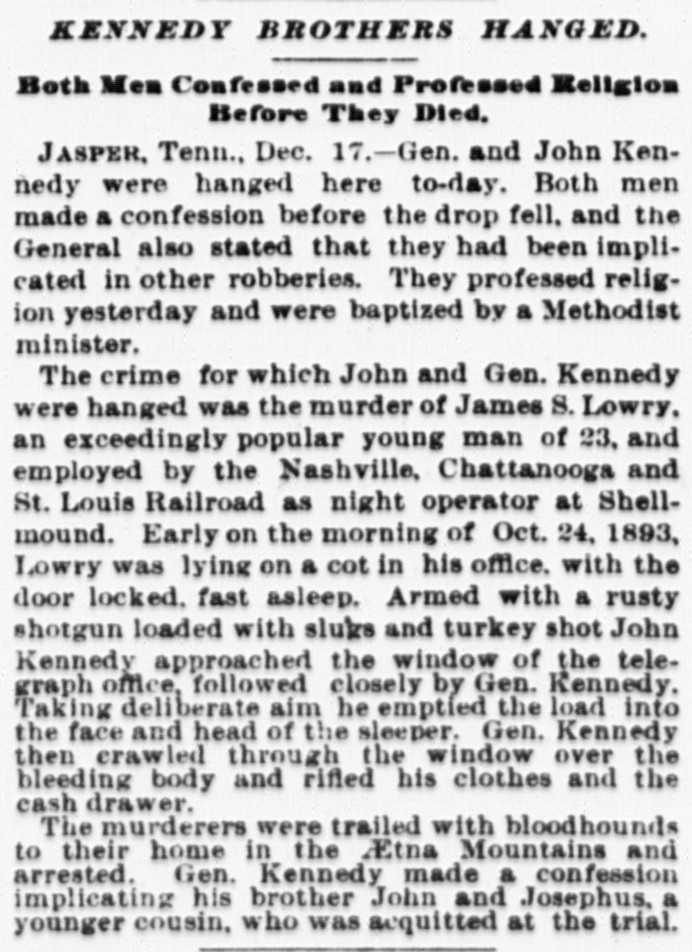 KENNEDY BROTHERS HANGED.
Both Men Confessed and Professed Religion
Before They Died.
JASPER, Tenn., Dec. 17.—Gen. and John Ken-
nedy were hanged here to-day. Both men
made a confession before the drop fell, and the
General also stated that they had been impli-
cated in other robberies. They professed relig-
ion yesterday and were baptized by a Methodist
minister.
The crime for which John and Gen. Kennedy
were hanged was the murder of James S. Lowry,
an exceedingly popular young man of 23, and
employed by the Nashville, Chattanooga and
St. Louis Railroad as night operator at Shell-
mound. Early on the morning of Oct. 24, 1893,
Lowry was lying on a cot in his office, with the
door locked, fast asleep. Armed with a rusty
shotgun loaded with slugs and turkey shot John
Kennedy approached the window of the tele-
graph office, followed closely by Gen. Kennedy.
Taking deliberate aim he emptied the load into
the face and head of the sleeper. Gen. Kennedy
then crawled through the window over the
bleeding body and rifled his clothes and the
cash drawer.
The murderers were trailed with bloodhounds
to their home in the Ætna Mountains and
arrested. Gen. Kennedy made a confession
implicating his brother John and Josephus, a
younger cousin, who was acquitted at the trial.